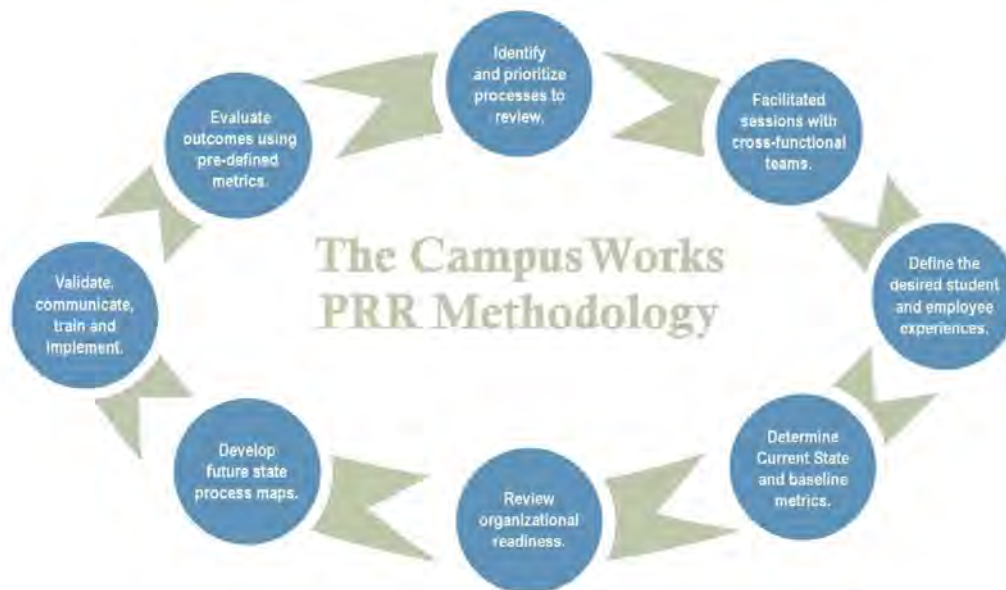 Identify
and prioritize
processes to
review.
Facilitated
sessions with
cross-functional
teams.
Define the
desired student
and employee
experiences.
Determine
Current State
and baseline
metrics.
Review
organizational
readiness.
Develop
future state
process maps.
Validate,
communicate,
train and
implement.
Evaluate
outcomes using
pre-defined
metrics.
The Campus Works
PRR Methodology